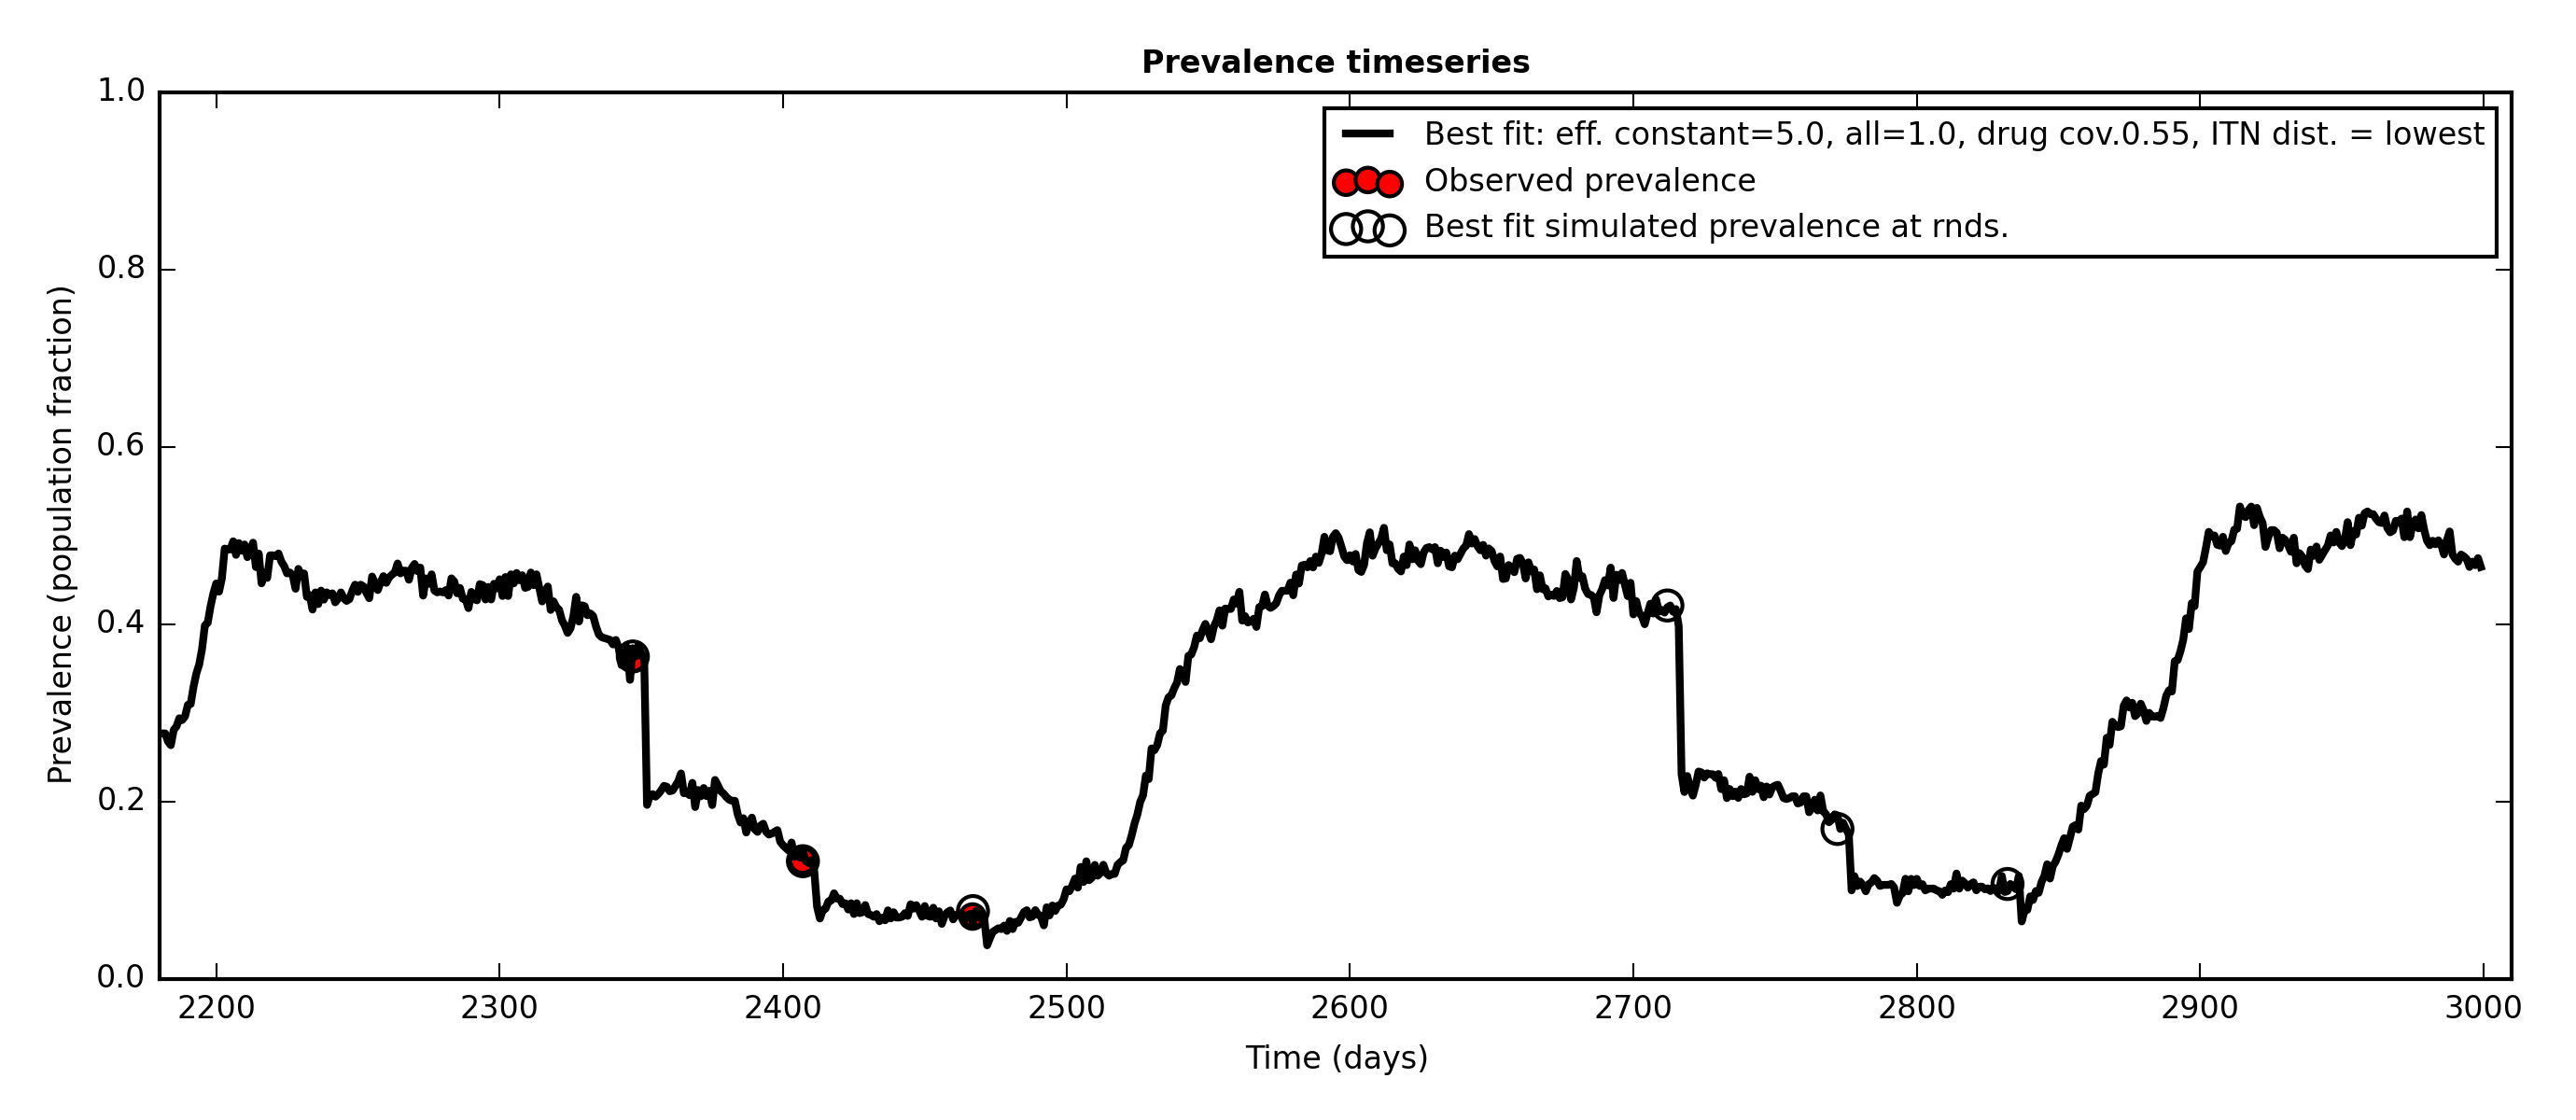 Prevalence timeseries
1.0
0.8
0.6
0.4
0.2
0.0
Prevalence (population fraction)
Best fit: eff. constant=5.0, all=1.0, drug cov.0.55, ITN dist. = lowest
Observed prevalence
Best fit simulated prevalence at rnds.
2200 2300 2400 2500 2600 2700 2800 2900 3000
Time (days)